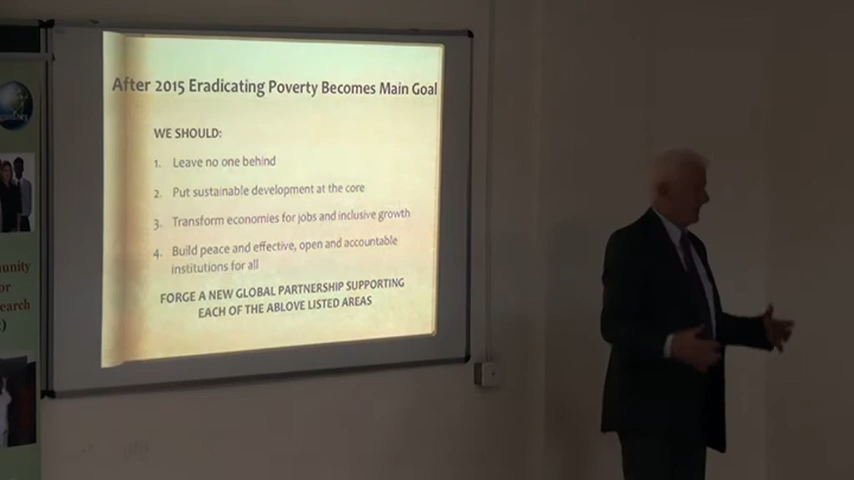 After 2015 Eradicating Poverty Becomes Main Goal
WE SHOULD:
1. Leave no one behind
2. Put sustainable development at the core
3. Transform economies for jobs and inclusive growth
4. Build peace and effective, open and accountable
institutions for all
FORGE A NEW GLOBAL PARTNERSHIP SUPPORTING
EACH OF THE ABLOVE LISTED AREAS